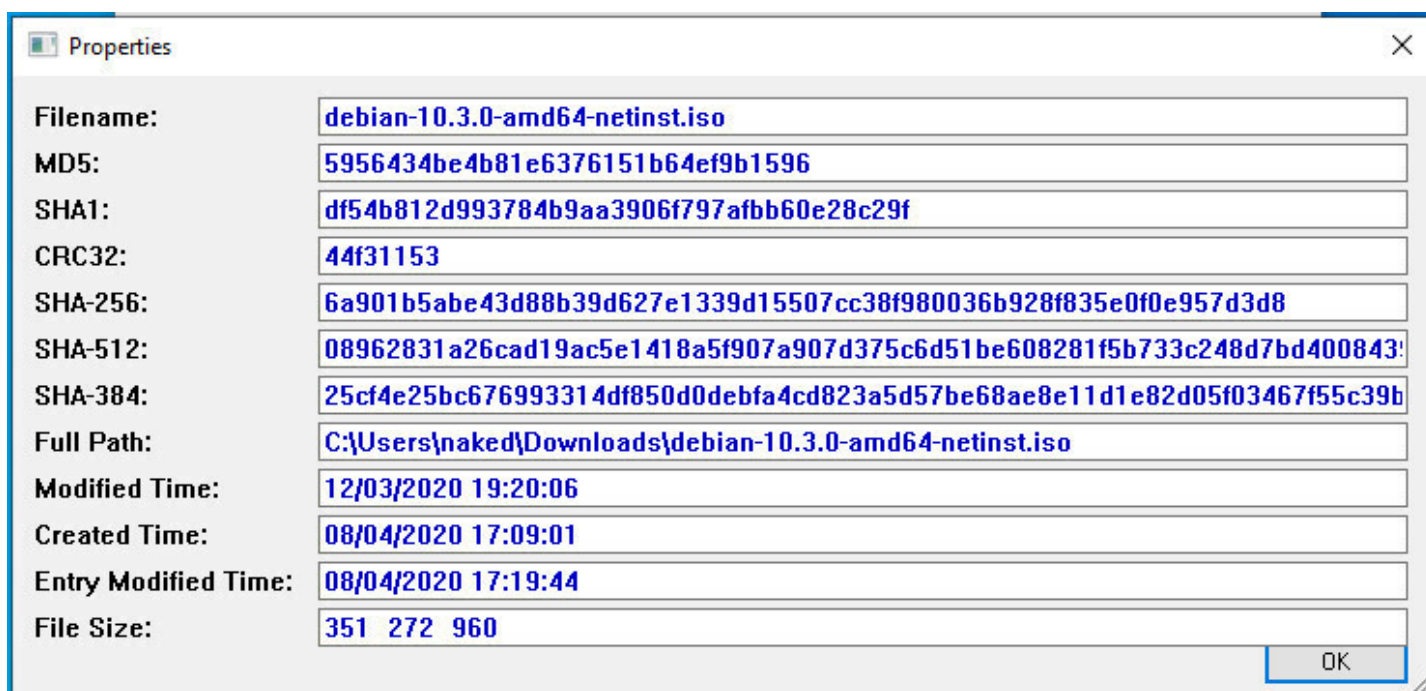 Properties
Filename: debian-10.3.0-amd64-netinst.iso
MD5: 5956434be4b81e6376151b64ef9b1596
SHA1: df54b812d993784b9aa3906f797afbb60e28c29f
CRC32: 44f31153
SHA-256: 6a901b5abe43d88b39d627e1339d15507cc38f980036b928f835e0f0e957d3d8
SHA-512: 08962831a26cad19ac5e1418a5f907a907d375c6d51be608281f5b733c248d7bd4008439
SHA-384: 25cf4e25bc676993314df850d0debfa4cd823a5d57be68ae8e11d1e82d05f03467f55c39b
Full Path: C:\Users\naked\Downloads\debian-10.3.0-amd64-netinst.iso
Modified Time: 12/03/2020 19:20:06
Created Time: 08/04/2020 17:09:01
Entry Modified Time: 08/04/2020 17:19:44
File Size: 351 272 960
OK